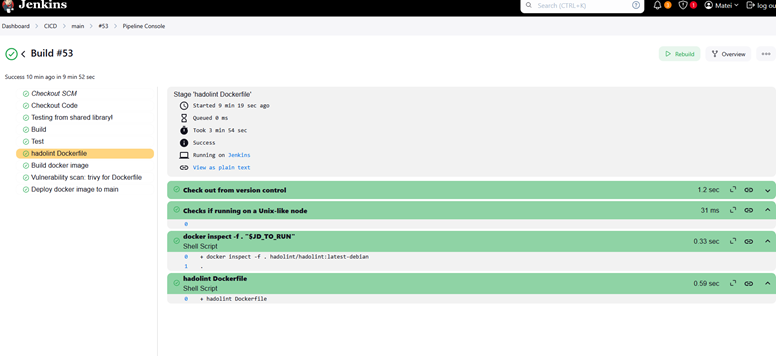 Jenkins
Search (CTRL+K)
Matei
log ou
Dashboard > CICD > main > #53 > Pipeline Console
Build #53
Rebuild
Overview
Success 10 min ago in 9 min 52 sec
Checkout SCM
Checkout Code
Testing from shared library!
Build
Test
hadolint Dockerfile
Build docker image
Vulnerability scan: trivy for Dockerfile
Deploy docker image to main
Stage 'hadolint Dockerfile'
Started 9 min 19 sec ago
Queued 0 ms
Took 3 min 54 sec
Success
Running on Jenkins
View as plain text
Check out from version control 1.2 sec
Checks if running on a Unix-like node 31 ms
0
docker inspect -f . "$JD_TO_RUN" 0.33 sec
Shell Script
0 + docker inspect -f . hadolint/hadolint:latest-debian
1 .
hadolint Dockerfile 0.59 sec
Shell Script
0 + hadolint Dockerfile